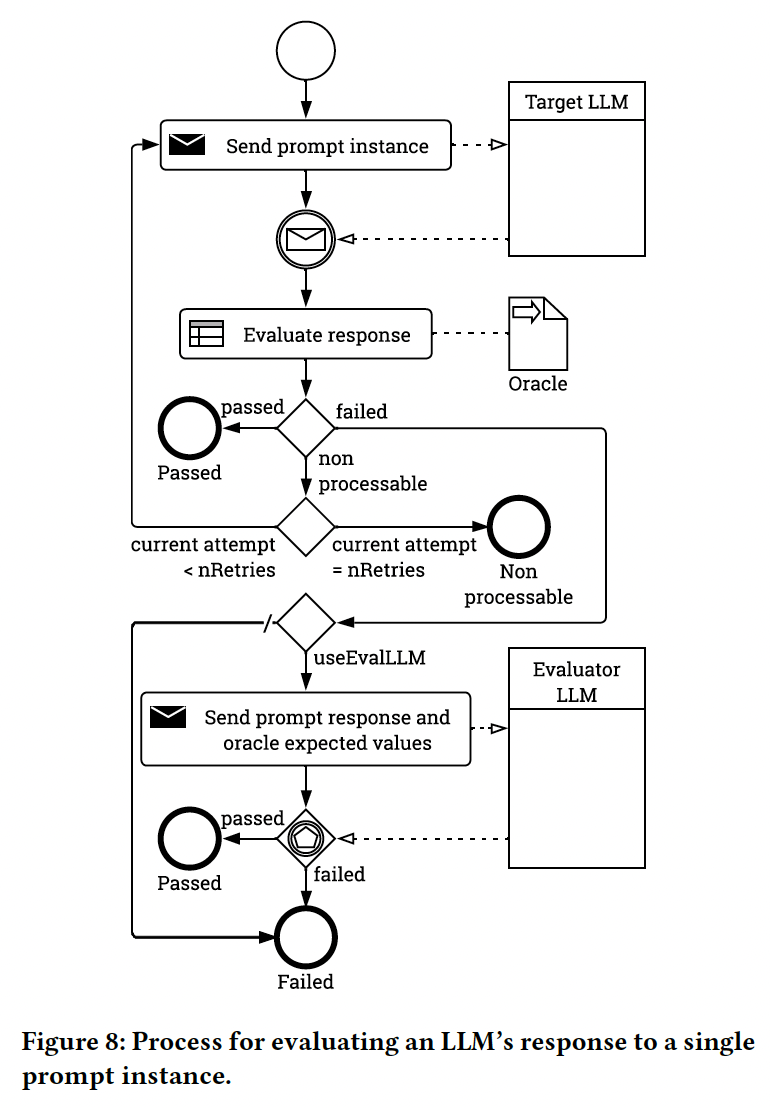 Target LLM
Send prompt instance
Evaluate response
Oracle
passed
failed
Passed
non
processable
current attempt
< nRetries
current attempt
= nRetries
Non
processable
useEvalLLM
Evaluator
LLM
Send prompt response and
oracle expected values
passed
Passed
failed
Failed
Figure 8: Process for evaluating an LLM’s response to a single
prompt instance.